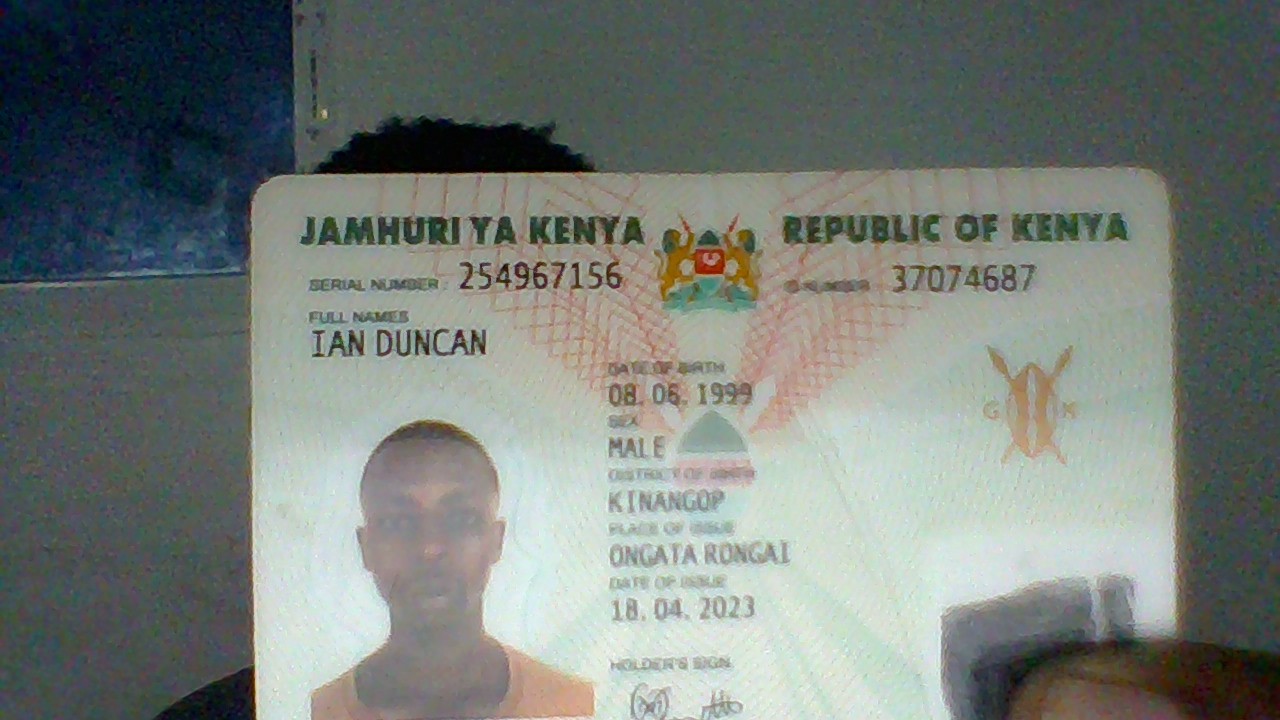 JAMHURI YA KENYA REPUBLIC OF KENYA
SERIAL NUMBER: 254967156 ID NUMBER 37074687
FULL NAMES
IAN DUNCAN
DATE OF BIRTH
08. 06. 1999
SEX
MALE
DISTRICT OF BIRTH
KINANGOP
PLACE OF ISSUE
ONGATA RONGAI
DATE OF ISSUE
18. 04. 2023
HOLDER'S SIGN
G K